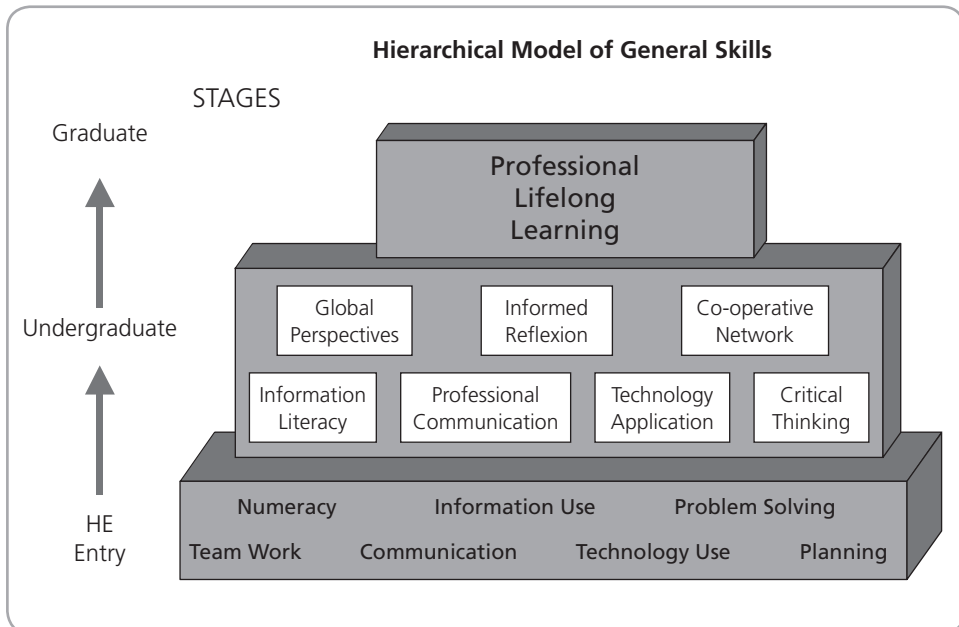 Hierarchical Model of General Skills
STAGES
Graduate
Professional
Lifelong
Learning
Undergraduate
Global
Perspectives
Informed
Reflexion
Co-operative
Network
Information
Literacy
Professional
Communication
Technology
Application
Critical
Thinking
HE
Entry
Numeracy Information Use Problem Solving
Team Work Communication Technology Use Planning